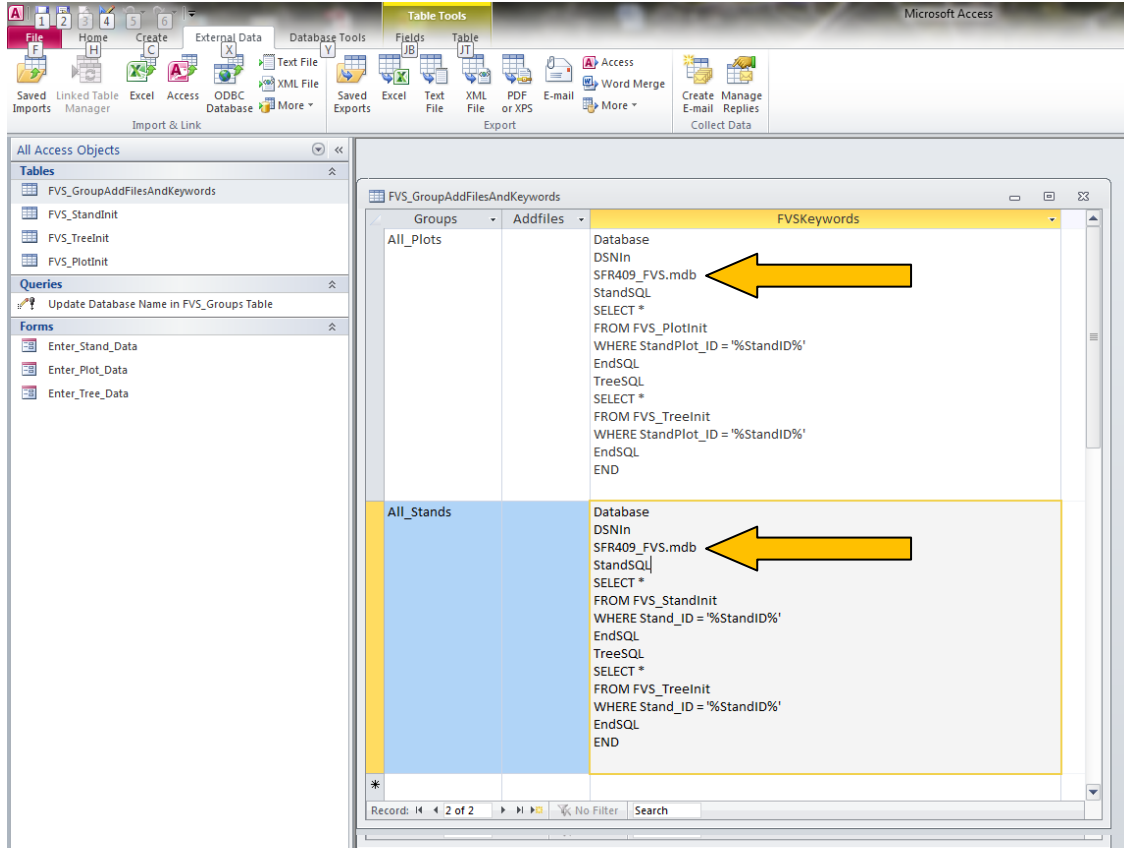 A 1 2 3 4 5 6
Table Tools
Microsoft Access
File Home Create External Data Database Tools Fields Table
F H C X Y JB JT
Text File
XML File
More
Saved Imports
Linked Table Manager
Excel
Access
ODBC Database
Import & Link
Saved Exports
Excel
Text File
XML File
PDF or XPS
E-mail
Access
Word Merge
More
Export
Create E-mail
Manage Replies
Collect Data
All Access Objects
Tables
FVS_GroupAddFilesAndKeywords
FVS_StandInit
FVS_TreeInit
FVS_PlotInit
Queries
Update Database Name in FVS_Groups Table
Forms
Enter_Stand_Data
Enter_Plot_Data
Enter_Tree_Data
FVS_GroupAddFilesAndKeywords
Groups Addfiles FVSKeywords
All_Plots Database
DSNIn
SFR409_FVS.mdb
StandSQL
SELECT *
FROM FVS_PlotInit
WHERE StandPlot_ID = '%StandID%'
EndSQL
TreeSQL
SELECT *
FROM FVS_TreeInit
WHERE StandPlot_ID = '%StandID%'
EndSQL
END
All_Stands Database
DSNIn
SFR409_FVS.mdb
StandSQL
SELECT *
FROM FVS_StandInit
WHERE Stand_ID = '%StandID%'
EndSQL
TreeSQL
SELECT *
FROM FVS_TreeInit
WHERE Stand_ID = '%StandID%'
EndSQL
END
Record: 2 of 2 No Filter Search